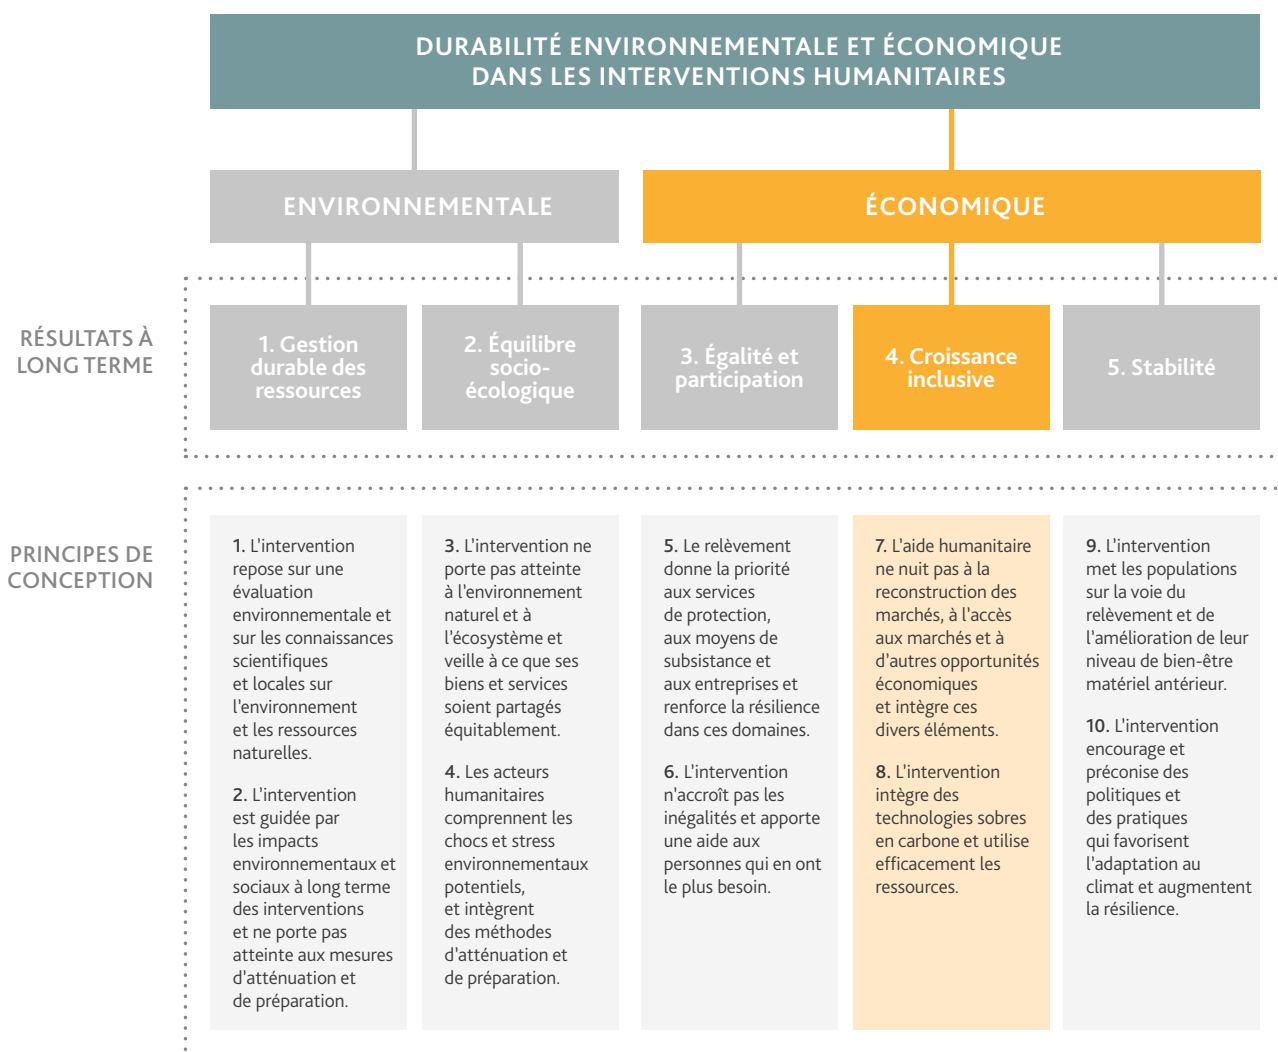 DURABILITÉ ENVIRONNEMENTALE ET ÉCONOMIQUE
DANS LES INTERVENTIONS HUMANITAIRES
ENVIRONNEMENTALE
ÉCONOMIQUE
RÉSULTATS À
LONG TERME
1. Gestion
durable des
ressources
2. Équilibre
socio-
écologique
3. Égalité et
participation
4. Croissance
inclusive
5. Stabilité
PRINCIPES DE
CONCEPTION
1. L'intervention
repose sur une
évaluation
environnementale et
sur les connaissances
scientifiques
et locales sur
l'environnement
et les ressources
naturelles.
2. L'intervention
est guidée par
les impacts
environnementaux et
sociaux à long terme
des interventions
et ne porte pas
atteinte aux mesures
d'atténuation et
de préparation.
3. L'intervention ne
porte pas atteinte
à l'environnement
naturel et à
l'écosystème et
veille à ce que ses
biens et services
soient partagés
équitablement.
4. Les acteurs
humanitaires
comprennent les
chocs et stress
environnementaux
potentiels,
et intègrent
des méthodes
d'atténuation et
de préparation.
5. Le relèvement
donne la priorité
aux services
de protection,
aux moyens de
subsistance et
aux entreprises et
renforce la résilience
dans ces domaines.
6. L'intervention
n'accroît pas les
inégalités et apporte
une aide aux
personnes qui en ont
le plus besoin.
7. L'aide humanitaire
ne nuit pas à la
reconstruction des
marchés, à l'accès
aux marchés et à
d'autres opportunités
économiques
et intègre ces
divers éléments.
8. L'intervention
intègre des
technologies sobres
en carbone et utilise
efficacement les
ressources.
9. L'intervention
met les populations
sur la voie du
relèvement et de
l'amélioration de leur
niveau de bien-être
matériel antérieur.
10. L'intervention
encourage et
préconise des
politiques et
des pratiques
qui favorisent
l'adaptation au
climat et augmentent
la résilience.